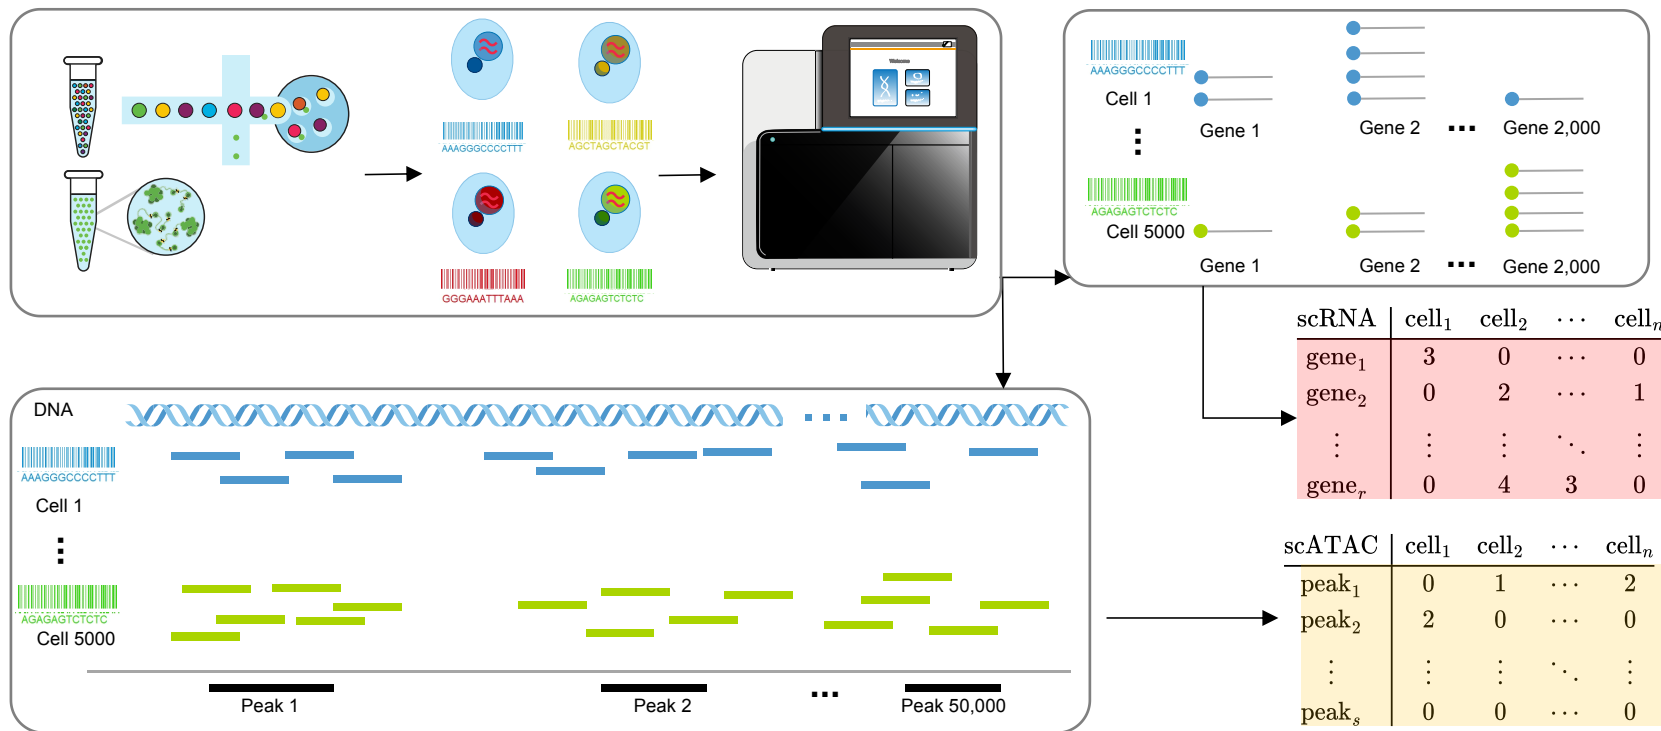 AAAGGGCCCCTTT
AGCTAGCTACGT
GGGAAATTTAAA
AGAGAGTCTCTC
Welcome
AAAGGGCCCCTTT
Cell 1
Gene 1
Gene 2
...
Gene 2,000
AGAGAGTCTCTC
Cell 5000
Gene 1
Gene 2
...
Gene 2,000
scRNA cell1 cell2 ⋯ celln
gene1 3 0 ⋯ 0
gene2 0 2 ⋯ 1
⋮ ⋮ ⋮ ⋱ ⋮
gener 0 4 3 0
DNA
AAAGGGCCCCTTT
Cell 1
AGAGAGTCTCTC
Cell 5000
Peak 1
Peak 2
...
Peak 50,000
scATAC cell1 cell2 ⋯ celln
peak1 0 1 ⋯ 2
peak2 2 0 ⋯ 0
⋮ ⋮ ⋮ ⋱ ⋮
peaks 0 0 ⋯ 0